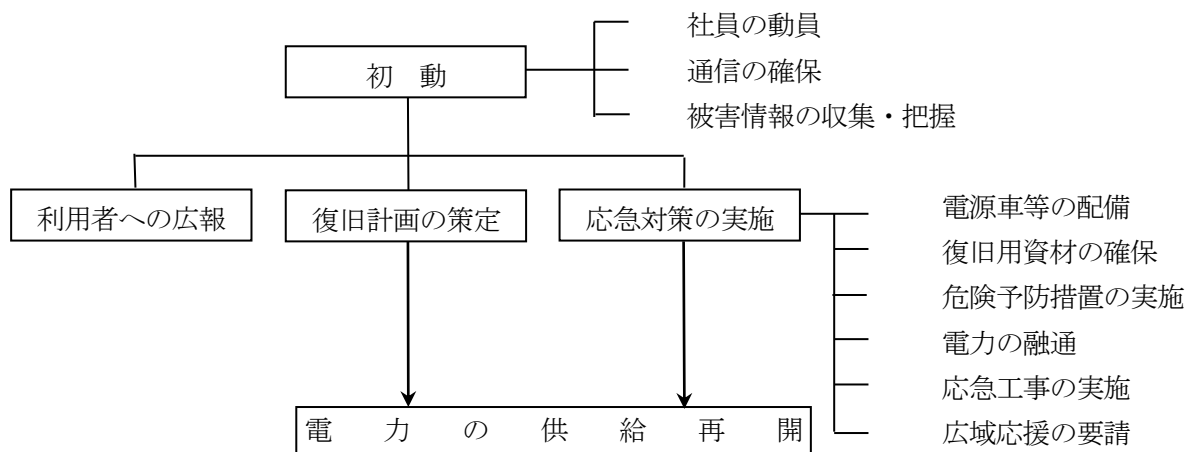 社員の動員
初　動
通信の確保
被害情報の収集・把握
利用者への広報
復旧計画の策定
応急対策の実施
電源車等の配備
復旧用資材の確保
危険予防措置の実施
電力の融通
応急工事の実施
広域応援の要請
電　力　の　供　給　再　開